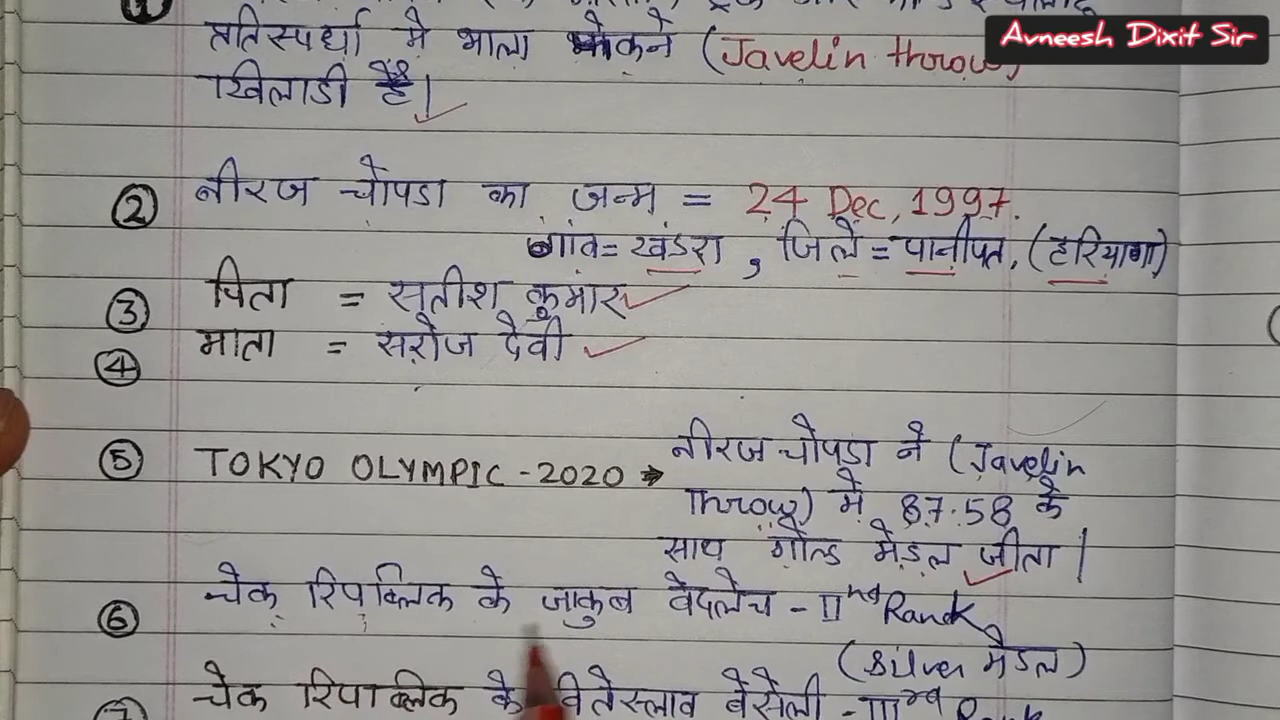 Avneesh Dixit Sir
प्रतिस्पर्धा मे भाला फेकने (Javelin throw)
खिलाडी है।
② नीरज चोपडा का जन्म = 24 Dec, 1997.
गांव = खंडरा , जिले = पानीपत, (हरियाणा)
③ पिता = सतीश कुमार
④ माता = सरोज देवी
⑤ TOKYO OLYMPIC - 2020 → नीरज चोपडा ने (Javelin
Throw) मे 87.58 के
साथ गोल्ड मेडल जीता |
⑥ चेक रिपब्लिक के जाकुब वेदलेच - IInd Rank
(Silver मेडल)
चेक रिपाब्लिक के वितेस्लाव वेसेली - IIIrd Rank